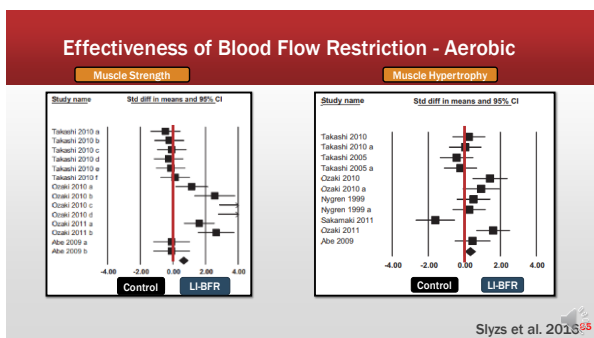 Effectiveness of Blood Flow Restriction - Aerobic
Muscle Strength
Study name Std diff in means and 95% CI
Takashi 2010 a
Takashi 2010 b
Takashi 2010 c
Takashi 2010 d
Takashi 2010 e
Takashi 2010 f
Ozaki 2010 a
Ozaki 2010 b
Ozaki 2010 c
Ozaki 2010 d
Ozaki 2011 a
Ozaki 2011 b
Abe 2009 a
Abe 2009 b
-4.00 -2.00 0.00 2.00 4.00
Control LI-BFR
Muscle Hypertrophy
Study name Std diff in means and 95% CI
Takashi 2010
Takashi 2010 a
Takashi 2005
Takashi 2005 a
Ozaki 2010
Ozaki 2010 a
Nygren 1999
Nygren 1999 a
Sakamaki 2011
Ozaki 2011
Abe 2009
-4.00 -2.00 0.00 2.00 4.00
Control LI-BFR
Slyzs et al. 2016